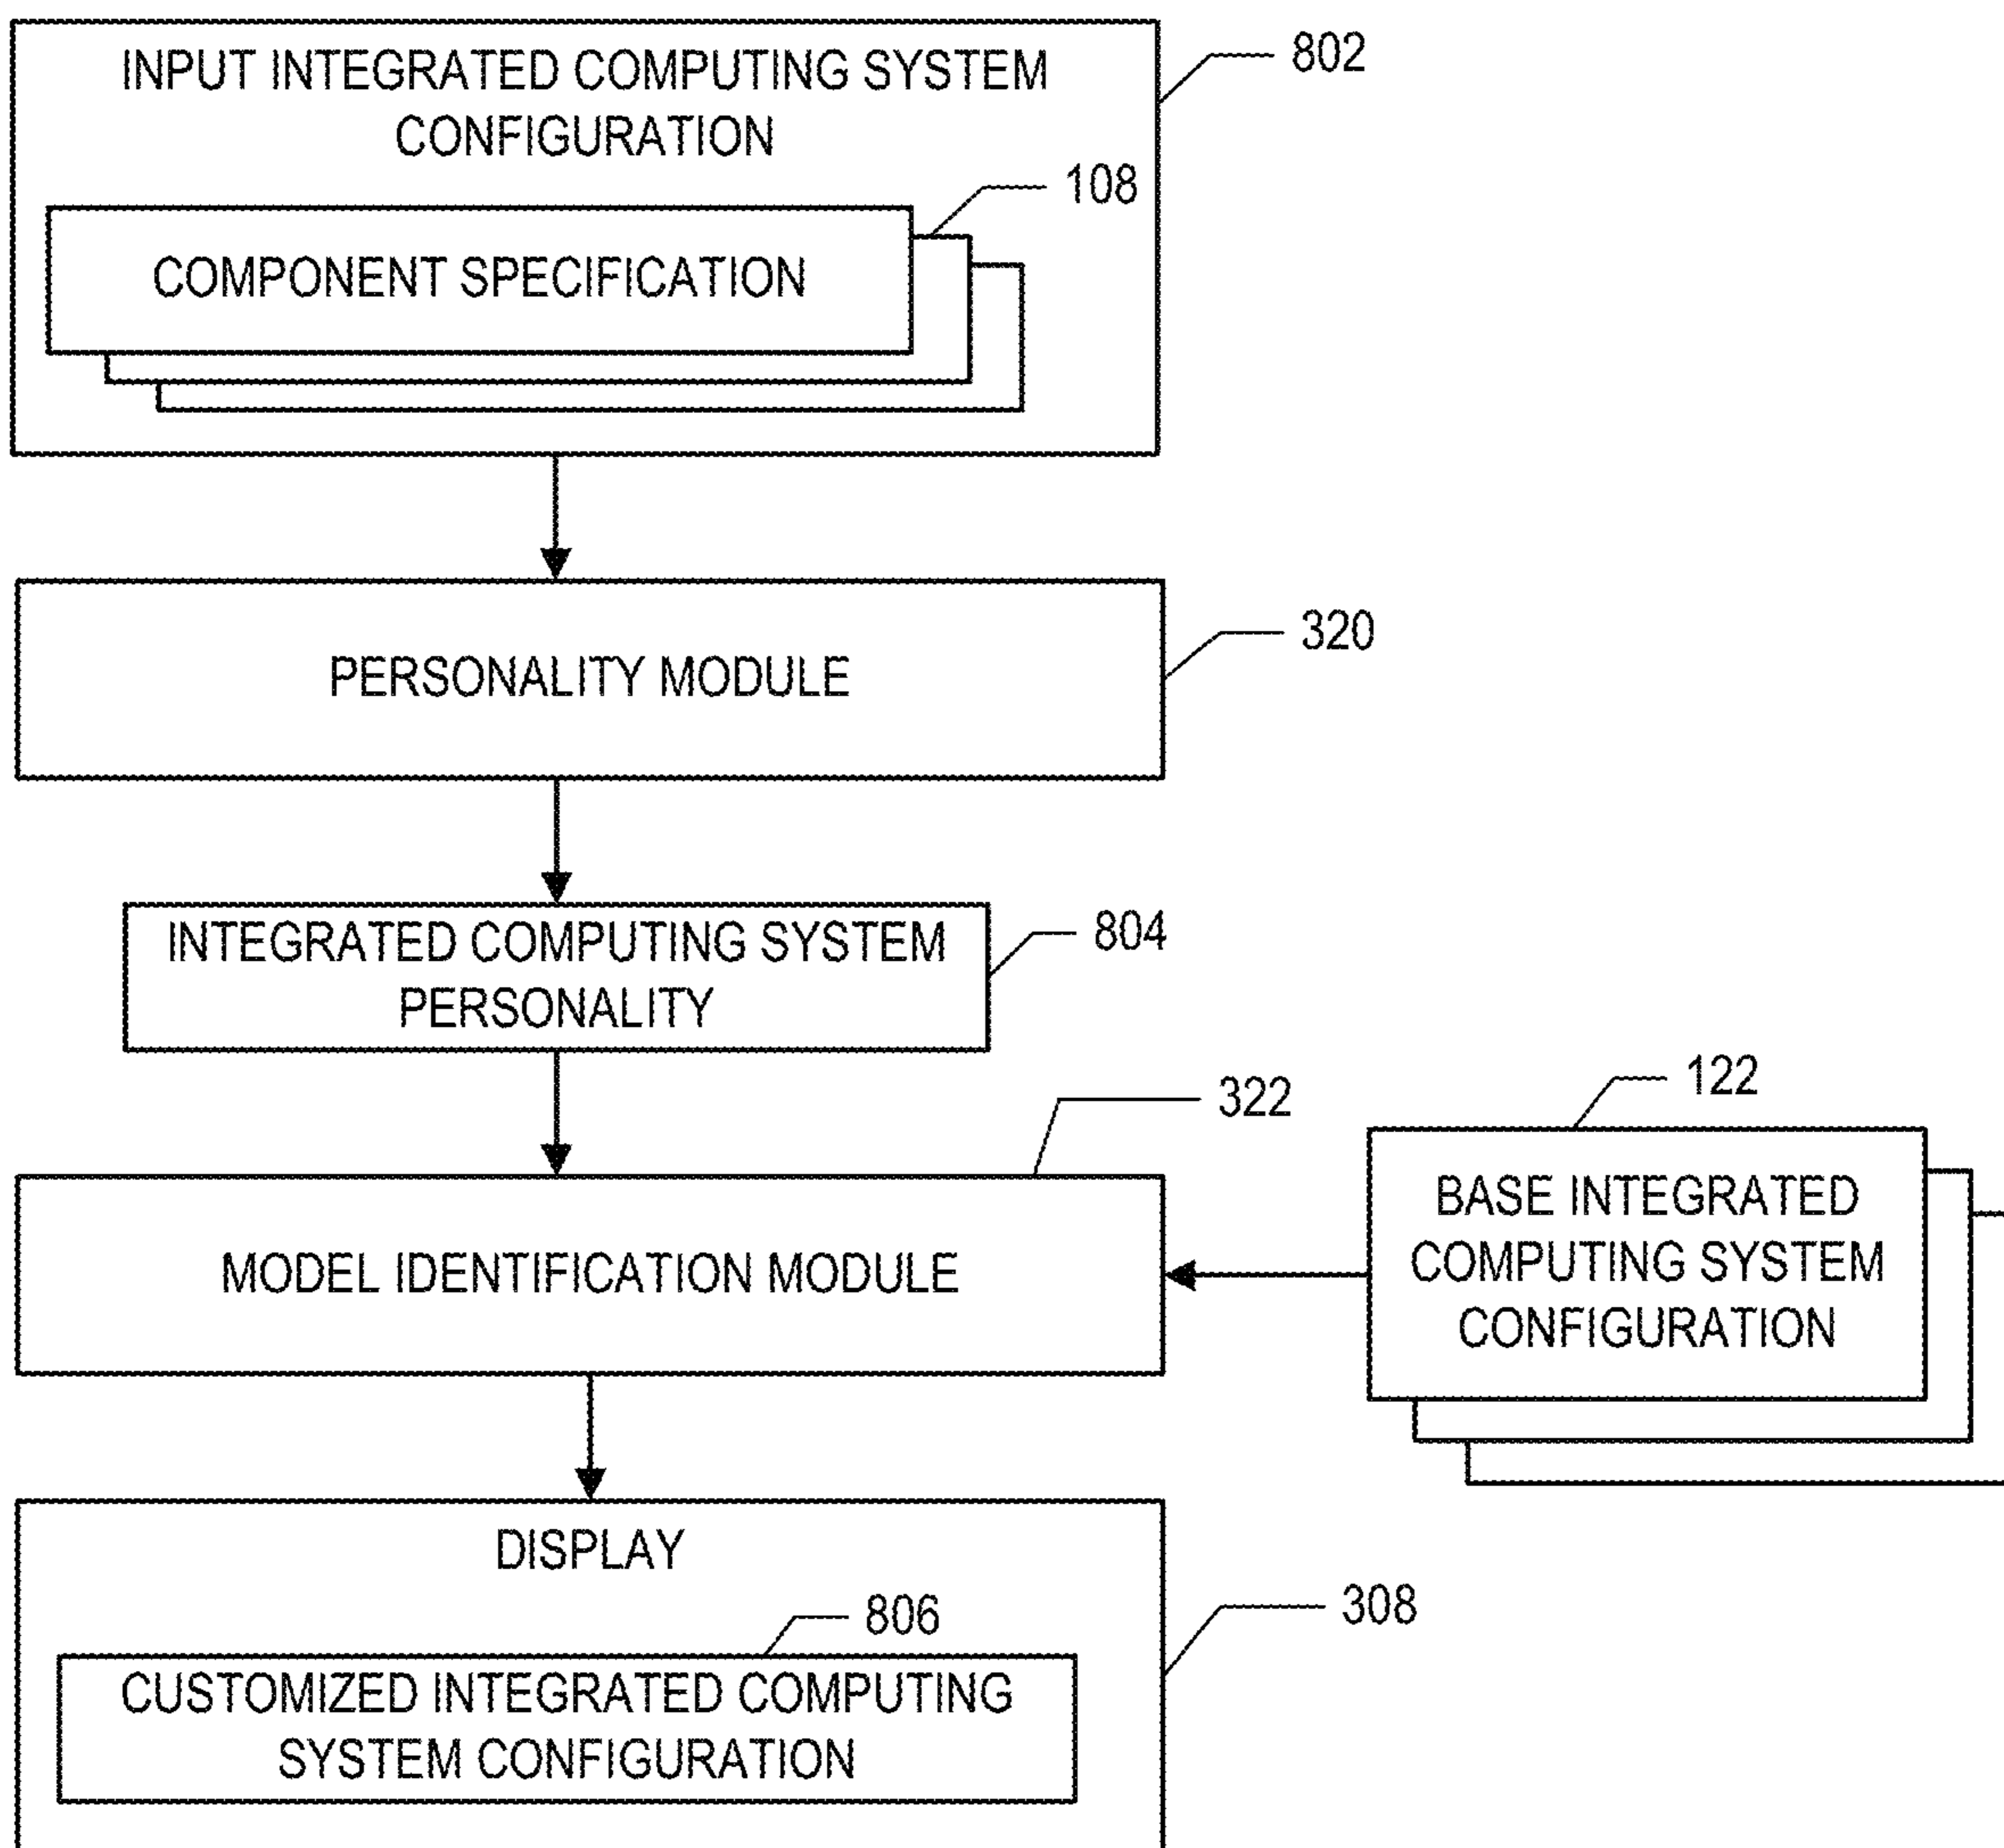 INPUT INTEGRATED COMPUTING SYSTEM
CONFIGURATION
802
108
COMPONENT SPECIFICATION
320
PERSONALITY MODULE
INTEGRATED COMPUTING SYSTEM
PERSONALITY
804
322
122
MODEL IDENTIFICATION MODULE
BASE INTEGRATED
COMPUTING SYSTEM
CONFIGURATION
DISPLAY
308
806
CUSTOMIZED INTEGRATED COMPUTING
SYSTEM CONFIGURATION